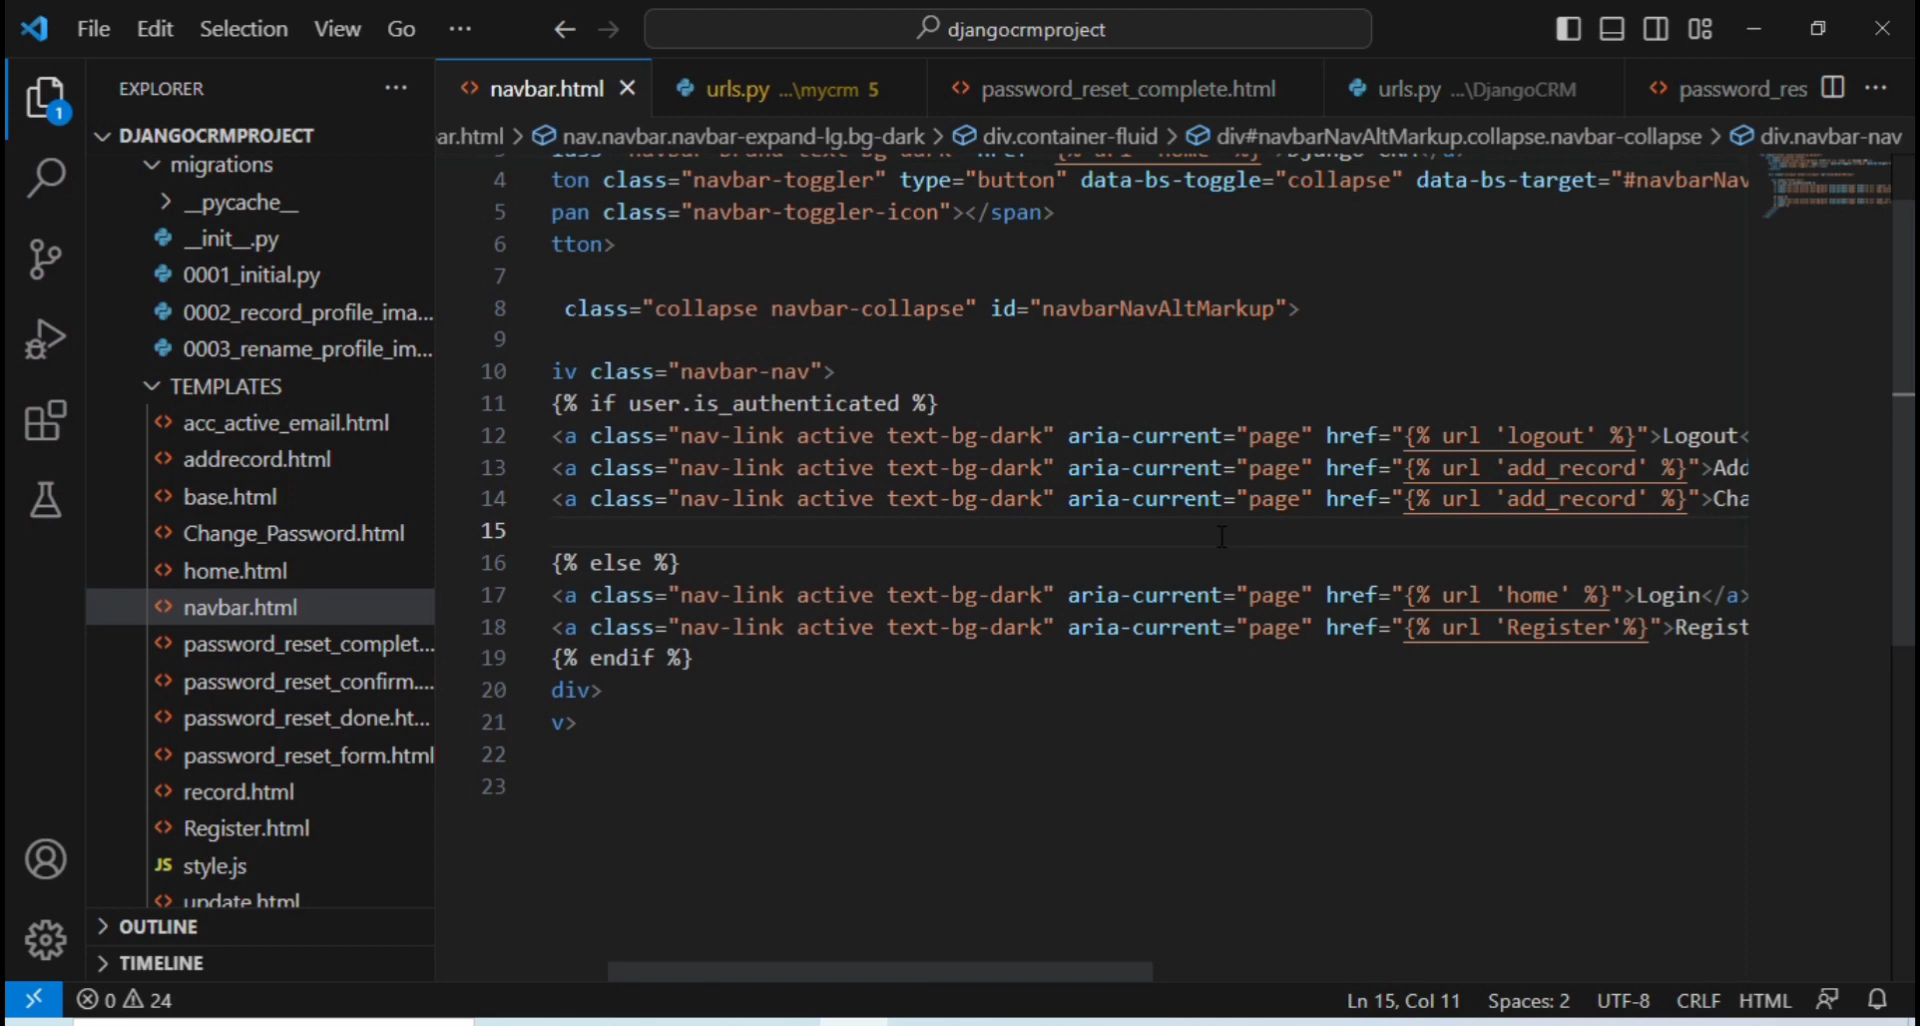 File Edit Selection View Go ··· djangocrmproject
EXPLORER ···
navbar.html urls.py ...\mycrm 5 password_reset_complete.html urls.py ...\DjangoCRM password_res ···
DJANGOCRMPROJECT
ar.html > nav.navbar.navbar-expand-lg.bg-dark > div.container-fluid > div#navbarNavAltMarkup.collapse.navbar-collapse > div.navbar-nav
migrations
__pycache__
__init__.py
0001_initial.py
0002_record_profile_ima...
0003_rename_profile_im...
TEMPLATES
acc_active_email.html
addrecord.html
base.html
Change_Password.html
home.html
navbar.html
password_reset_complet...
password_reset_confirm....
password_reset_done.ht...
password_reset_form.html
record.html
Register.html
JS style.js
update.html
OUTLINE
TIMELINE
4 ton class="navbar-toggler" type="button" data-bs-toggle="collapse" data-bs-target="#navbarNav
5 pan class="navbar-toggler-icon"></span>
6 tton>
7
8 class="collapse navbar-collapse" id="navbarNavAltMarkup">
9
10 iv class="navbar-nav">
11 {% if user.is_authenticated %}
12 <a class="nav-link active text-bg-dark" aria-current="page" href="{% url 'logout' %}">Logout<
13 <a class="nav-link active text-bg-dark" aria-current="page" href="{% url 'add_record' %}">Add
14 <a class="nav-link active text-bg-dark" aria-current="page" href="{% url 'add_record' %}">Cha
15
16 {% else %}
17 <a class="nav-link active text-bg-dark" aria-current="page" href="{% url 'home' %}">Login</a>
18 <a class="nav-link active text-bg-dark" aria-current="page" href="{% url 'Register'%}">Regist
19 {% endif %}
20 div>
21 v>
22
23
1
0 24 Ln 15, Col 11 Spaces: 2 UTF-8 CRLF HTML